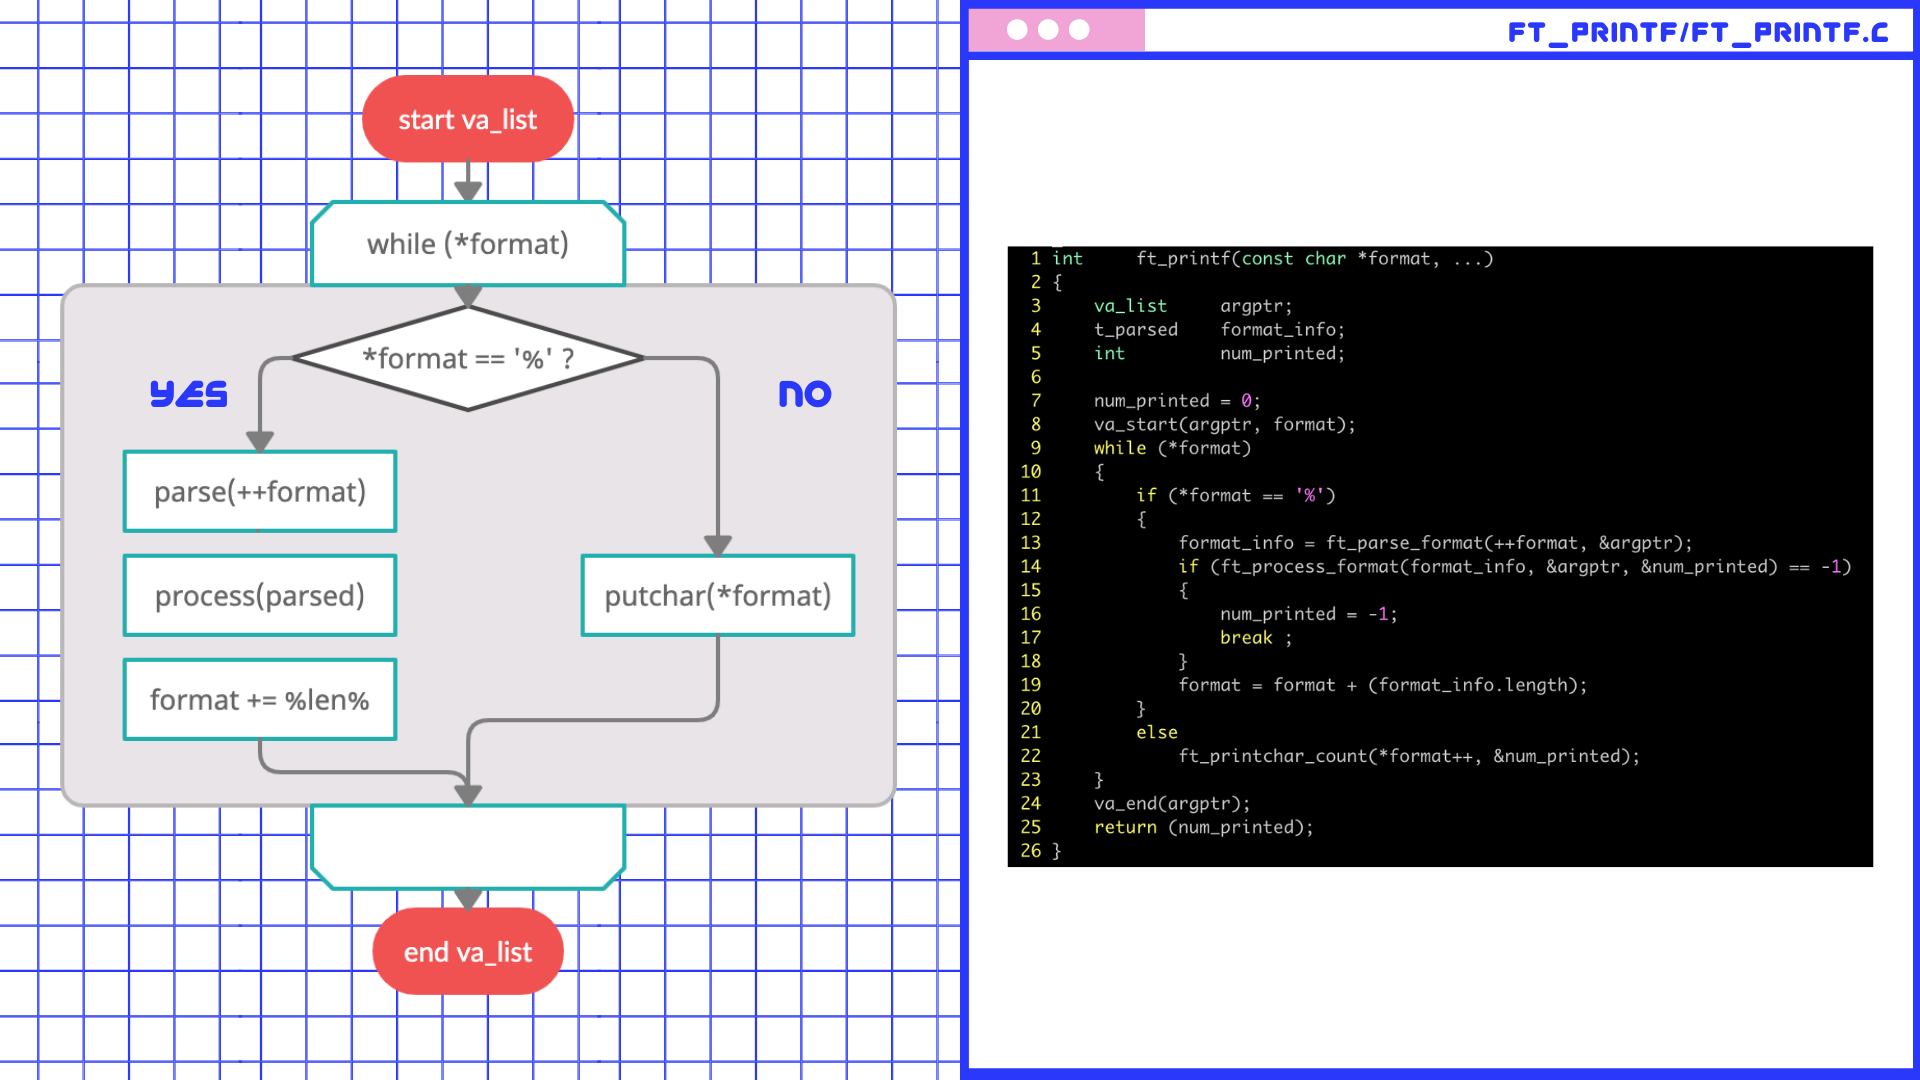 start va_list
while (*format)
*format == '%' ?
YES
NO
parse(++format)
process(parsed)
putchar(*format)
format += %len%
end va_list
FT_PRINTF/FT_PRINTF.C
1 int     ft_printf(const char *format, ...)
2 {
3     va_list     argptr;
4     t_parsed    format_info;
5     int         num_printed;
6
7     num_printed = 0;
8     va_start(argptr, format);
9     while (*format)
10     {
11         if (*format == '%')
12         {
13             format_info = ft_parse_format(++format, &argptr);
14             if (ft_process_format(format_info, &argptr, &num_printed) == -1)
15             {
16                 num_printed = -1;
17                 break ;
18             }
19             format = format + (format_info.length);
20         }
21         else
22             ft_printchar_count(*format++, &num_printed);
23     }
24     va_end(argptr);
25     return (num_printed);
26 }